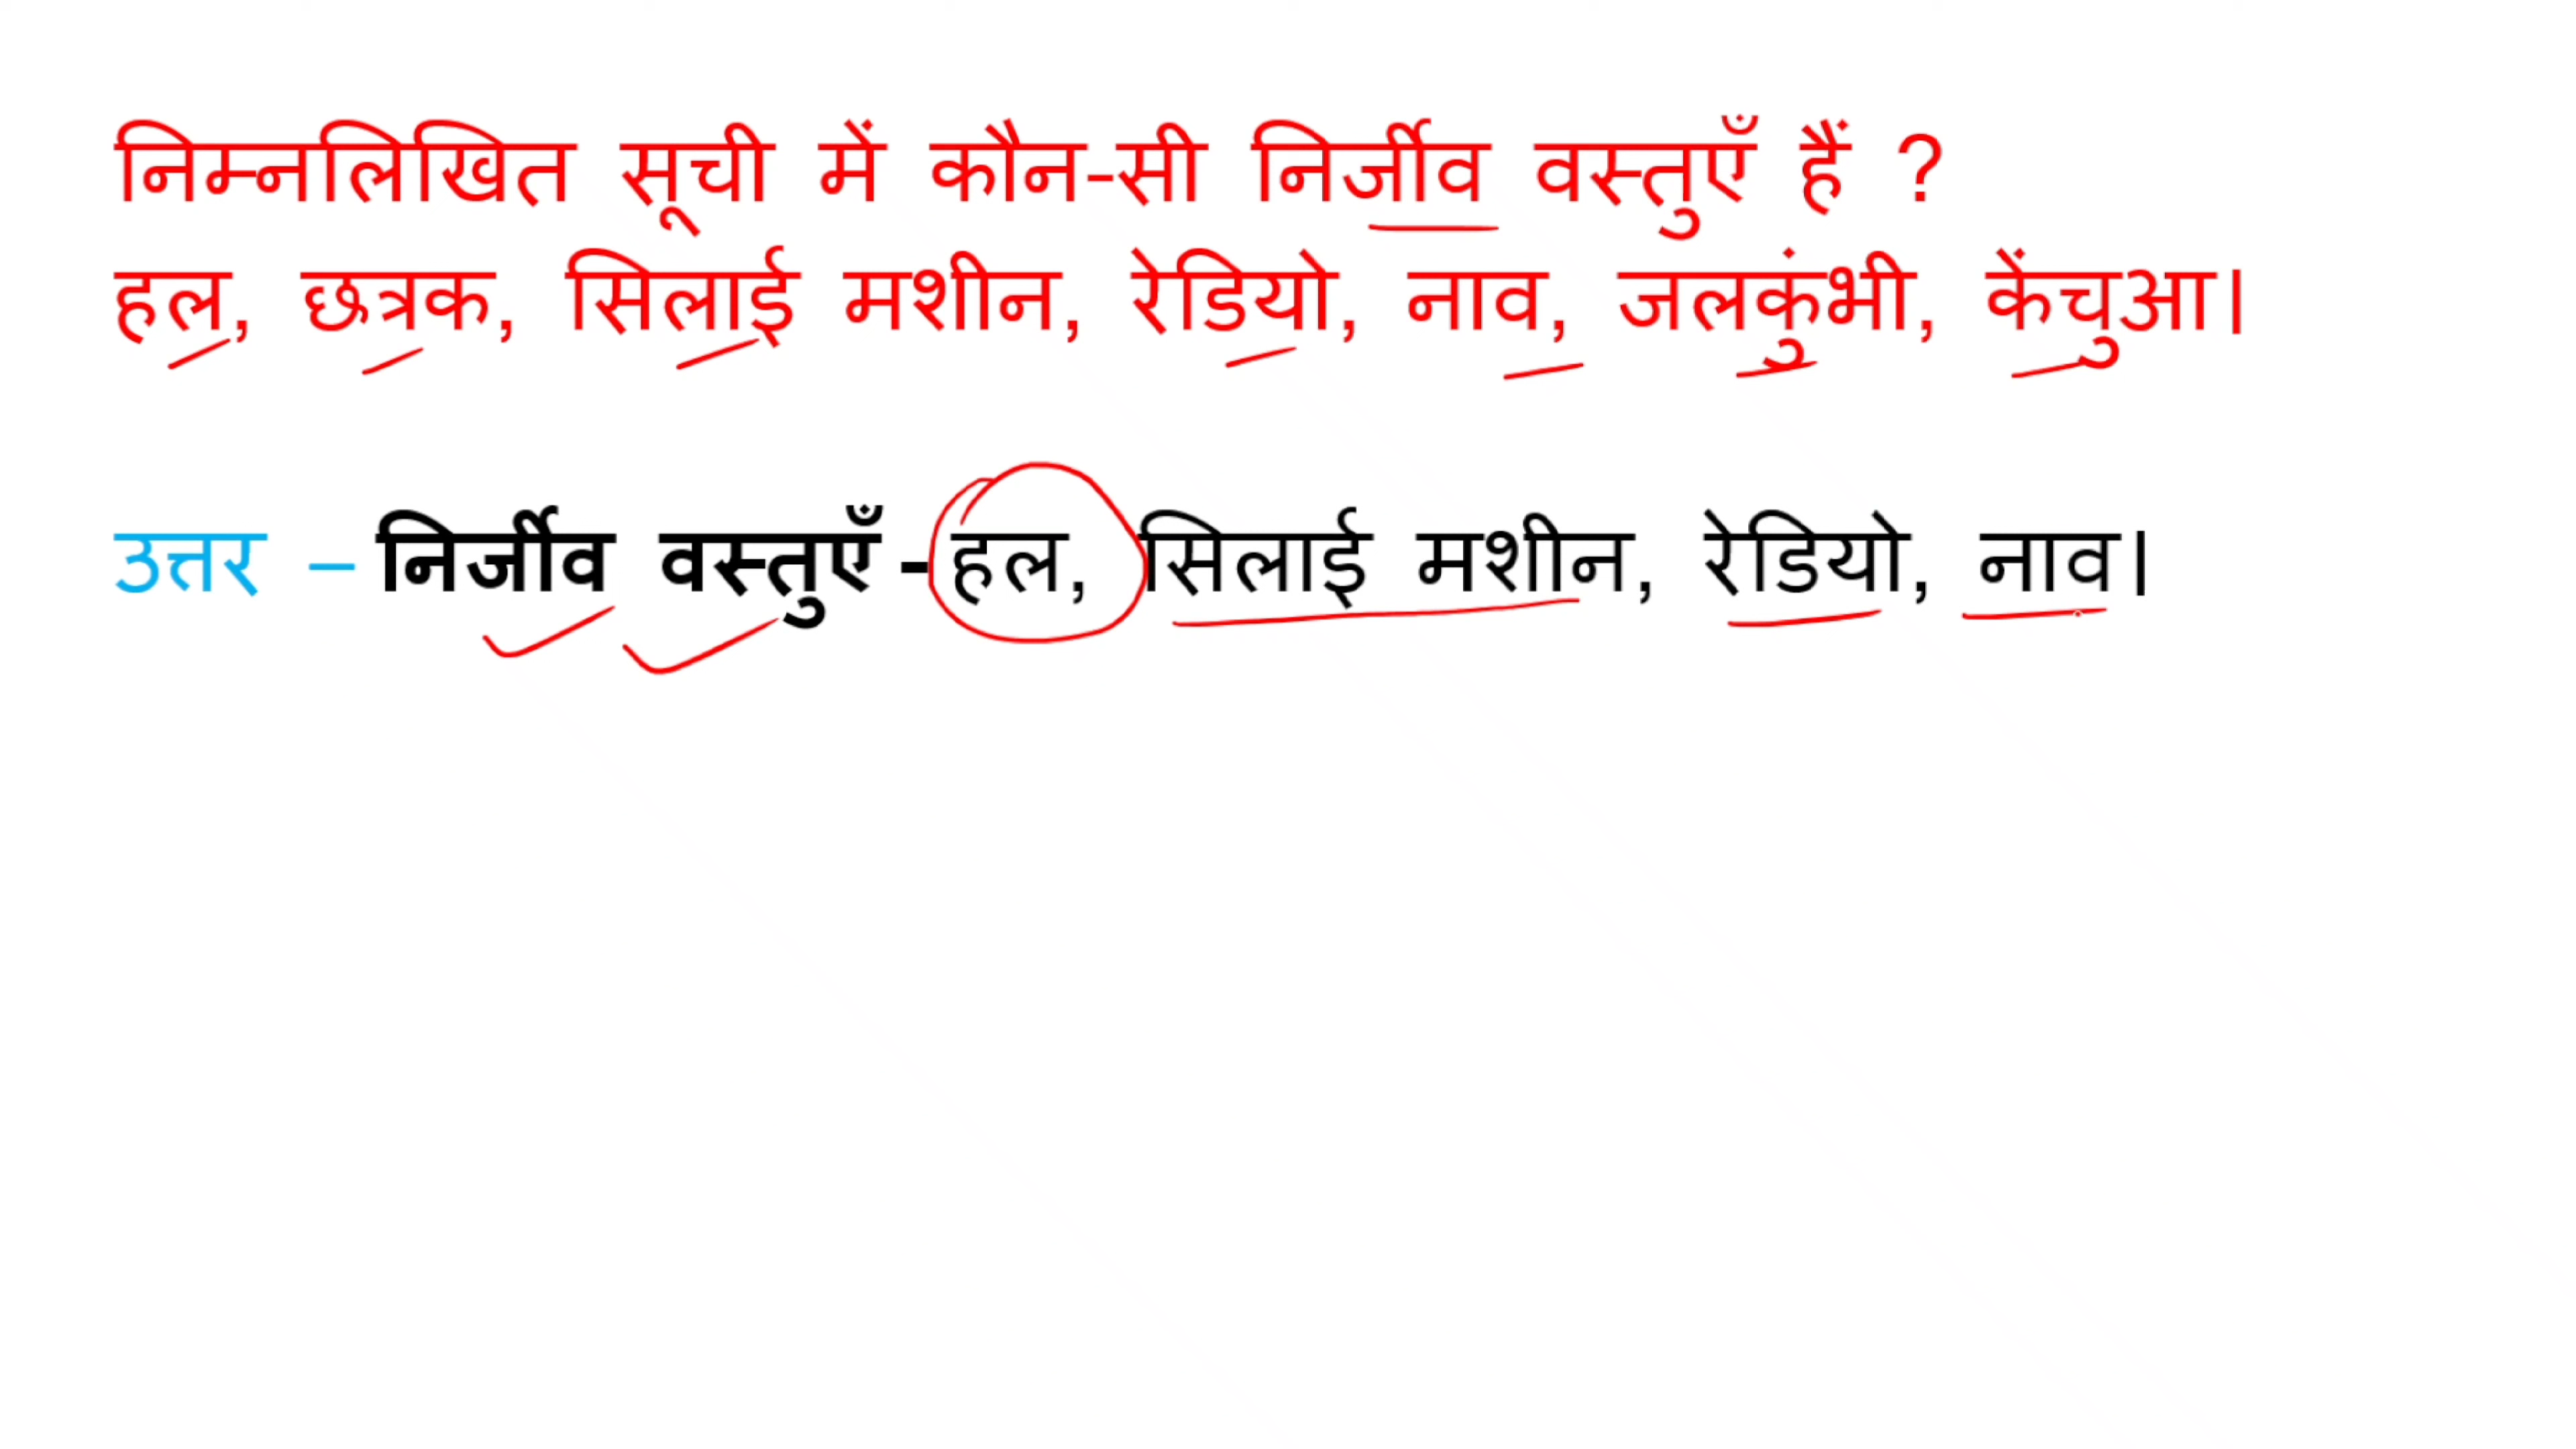 निम्नलिखित सूची में कौन-सी निर्जीव वस्तुएँ हैं ?
हल, छत्रक, सिलाई मशीन, रेडियो, नाव, जलकुंभी, केंचुआ।
उत्तर – निर्जीव वस्तुएँ - हल, सिलाई मशीन, रेडियो, नाव।